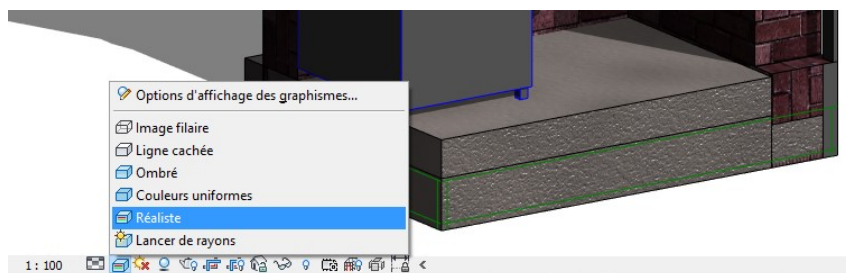 Options d'affichage des graphismes...
Image filaire
Ligne cachée
Ombré
Couleurs uniformes
Réaliste
Lancer de rayons
1 : 100